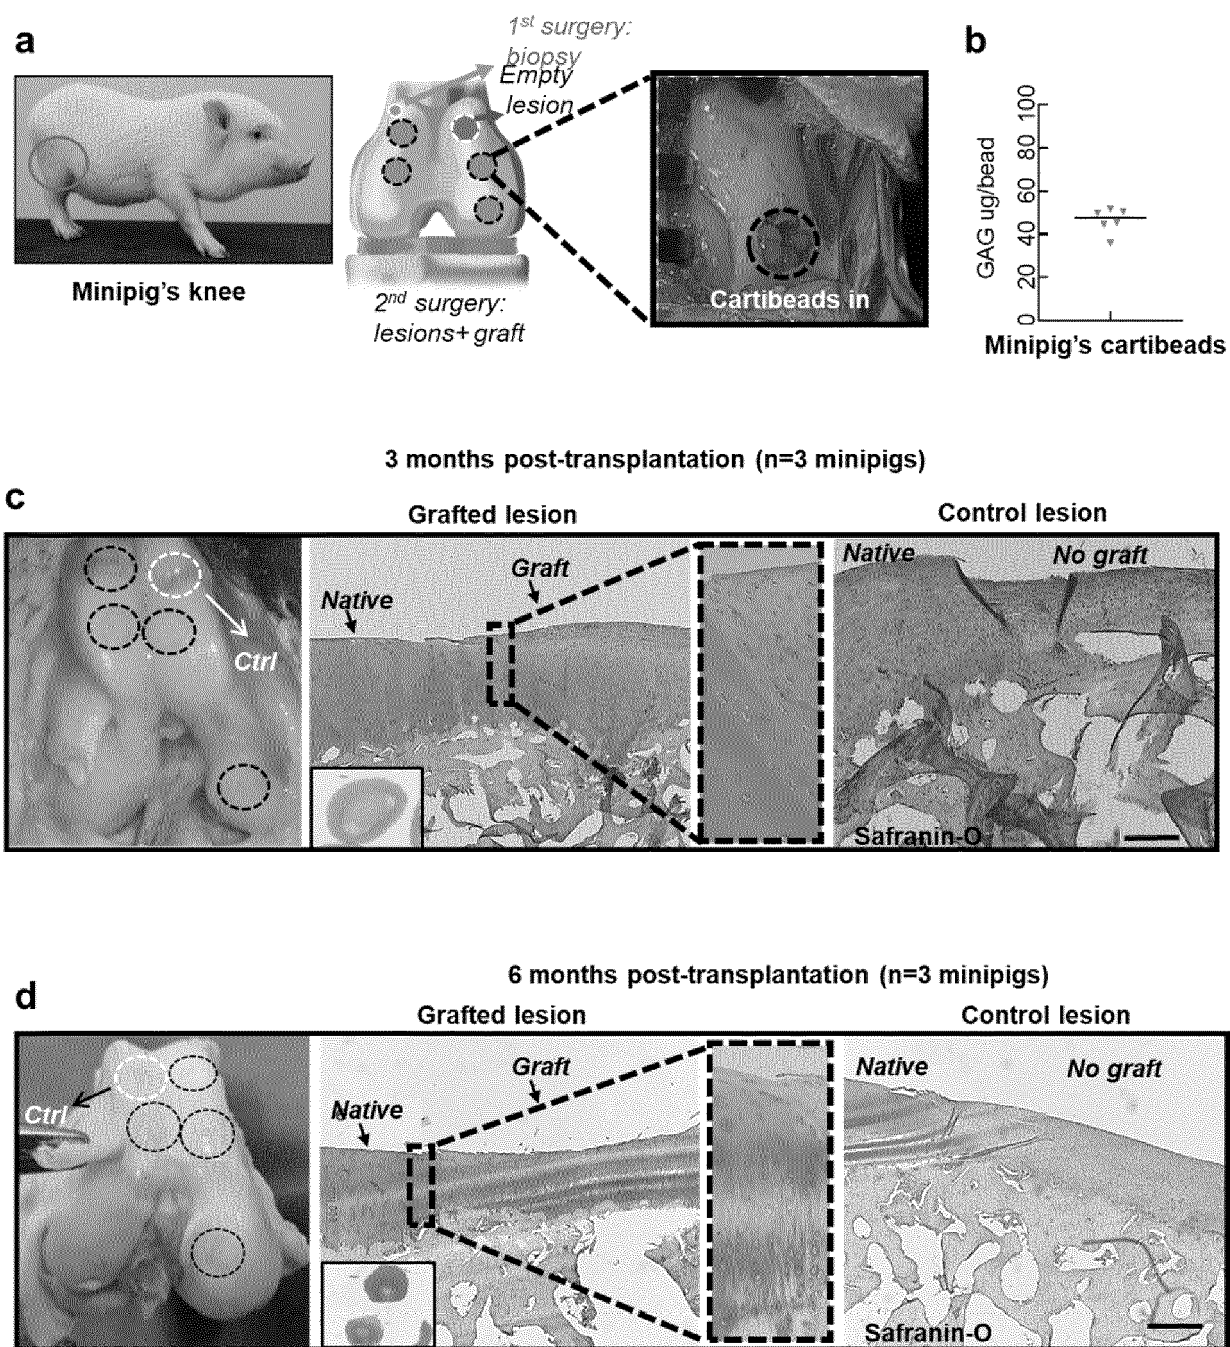 a
1st surgery:
biopsy
Empty
lesion
Minipig's knee
2nd surgery:
lesions+graft
Cartibeads in
b
GAG ug/bead
100
80
60
40
20
0
Minipig's cartibeads
3 months post-transplantation (n=3 minipigs)
c
Grafted lesion
Control lesion
Native
Graft
Ctrl
Native
No graft
Safranin-O
6 months post-transplantation (n=3 minipigs)
d
Grafted lesion
Control lesion
Ctrl
Native
Graft
Native
No graft
Safranin-O